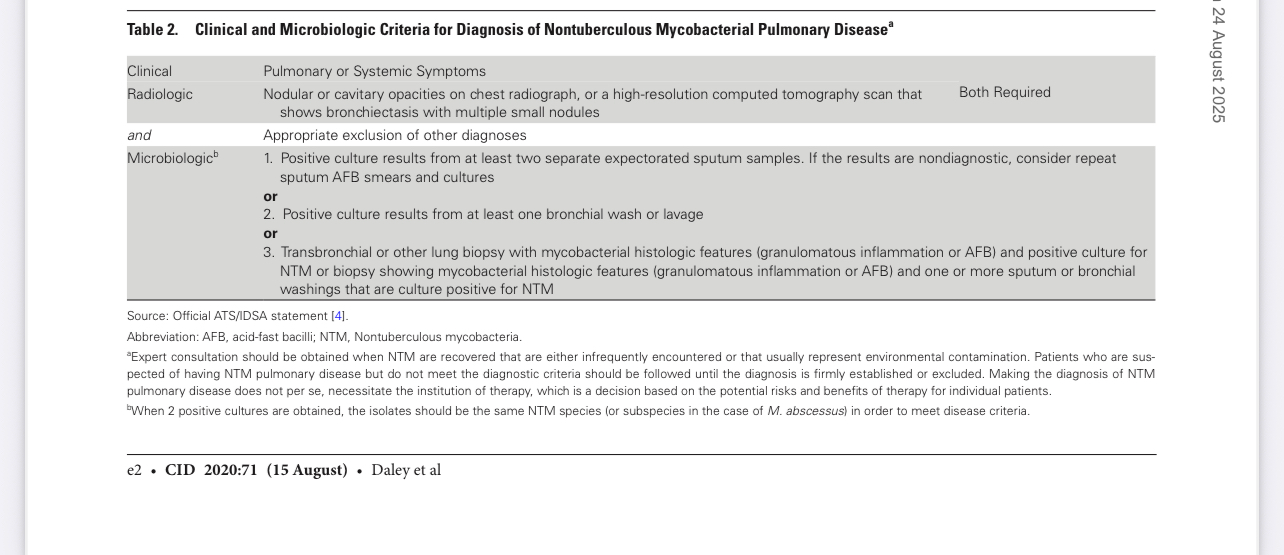 Table 2. Clinical and Microbiologic Criteria for Diagnosis of Nontuberculous Mycobacterial Pulmonary Diseaseᵃ
Clinical Pulmonary or Systemic Symptoms
Radiologic Nodular or cavitary opacities on chest radiograph, or a high-resolution computed tomography scan that
shows bronchiectasis with multiple small nodules
Both Required
and Appropriate exclusion of other diagnoses
Microbiologicᵇ 1. Positive culture results from at least two separate expectorated sputum samples. If the results are nondiagnostic, consider repeat
sputum AFB smears and cultures
or
2. Positive culture results from at least one bronchial wash or lavage
or
3. Transbronchial or other lung biopsy with mycobacterial histologic features (granulomatous inflammation or AFB) and positive culture for
NTM or biopsy showing mycobacterial histologic features (granulomatous inflammation or AFB) and one or more sputum or bronchial
washings that are culture positive for NTM
Source: Official ATS/IDSA statement [4].
Abbreviation: AFB, acid-fast bacilli; NTM, Nontuberculous mycobacteria.
ᵃExpert consultation should be obtained when NTM are recovered that are either infrequently encountered or that usually represent environmental contamination. Patients who are sus-
pected of having NTM pulmonary disease but do not meet the diagnostic criteria should be followed until the diagnosis is firmly established or excluded. Making the diagnosis of NTM
pulmonary disease does not per se, necessitate the institution of therapy, which is a decision based on the potential risks and benefits of therapy for individual patients.
ᵇWhen 2 positive cultures are obtained, the isolates should be the same NTM species (or subspecies in the case of M. abscessus) in order to meet disease criteria.
e2 • CID 2020:71 (15 August) • Daley et al
24 August 2025